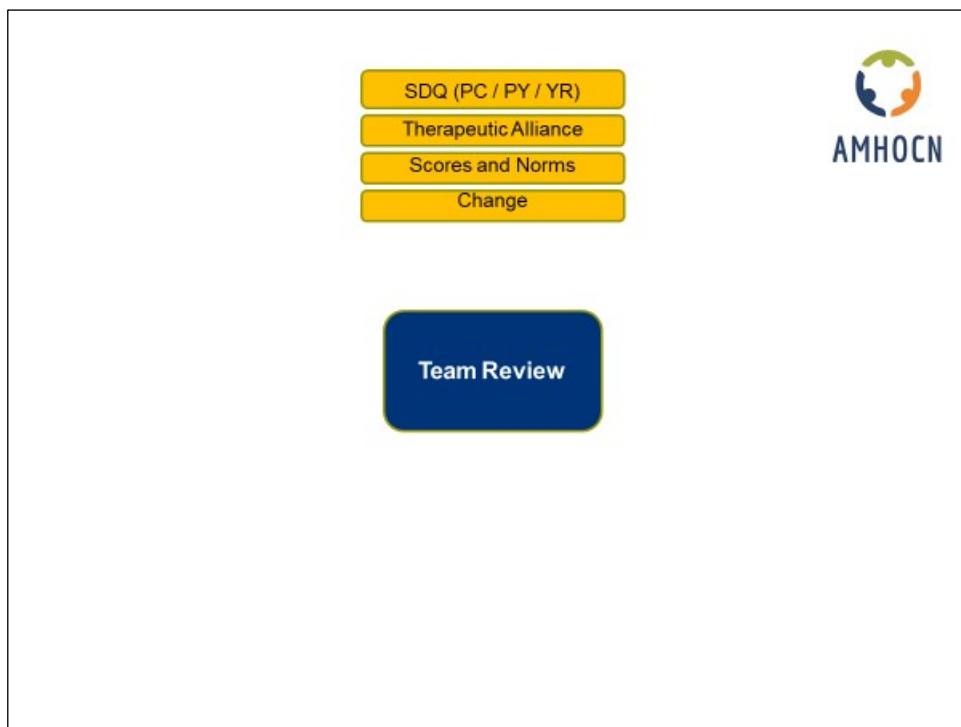 SDQ (PC / PY / YR)
Therapeutic Alliance
Scores and Norms
Change
AMHOCN
Team Review